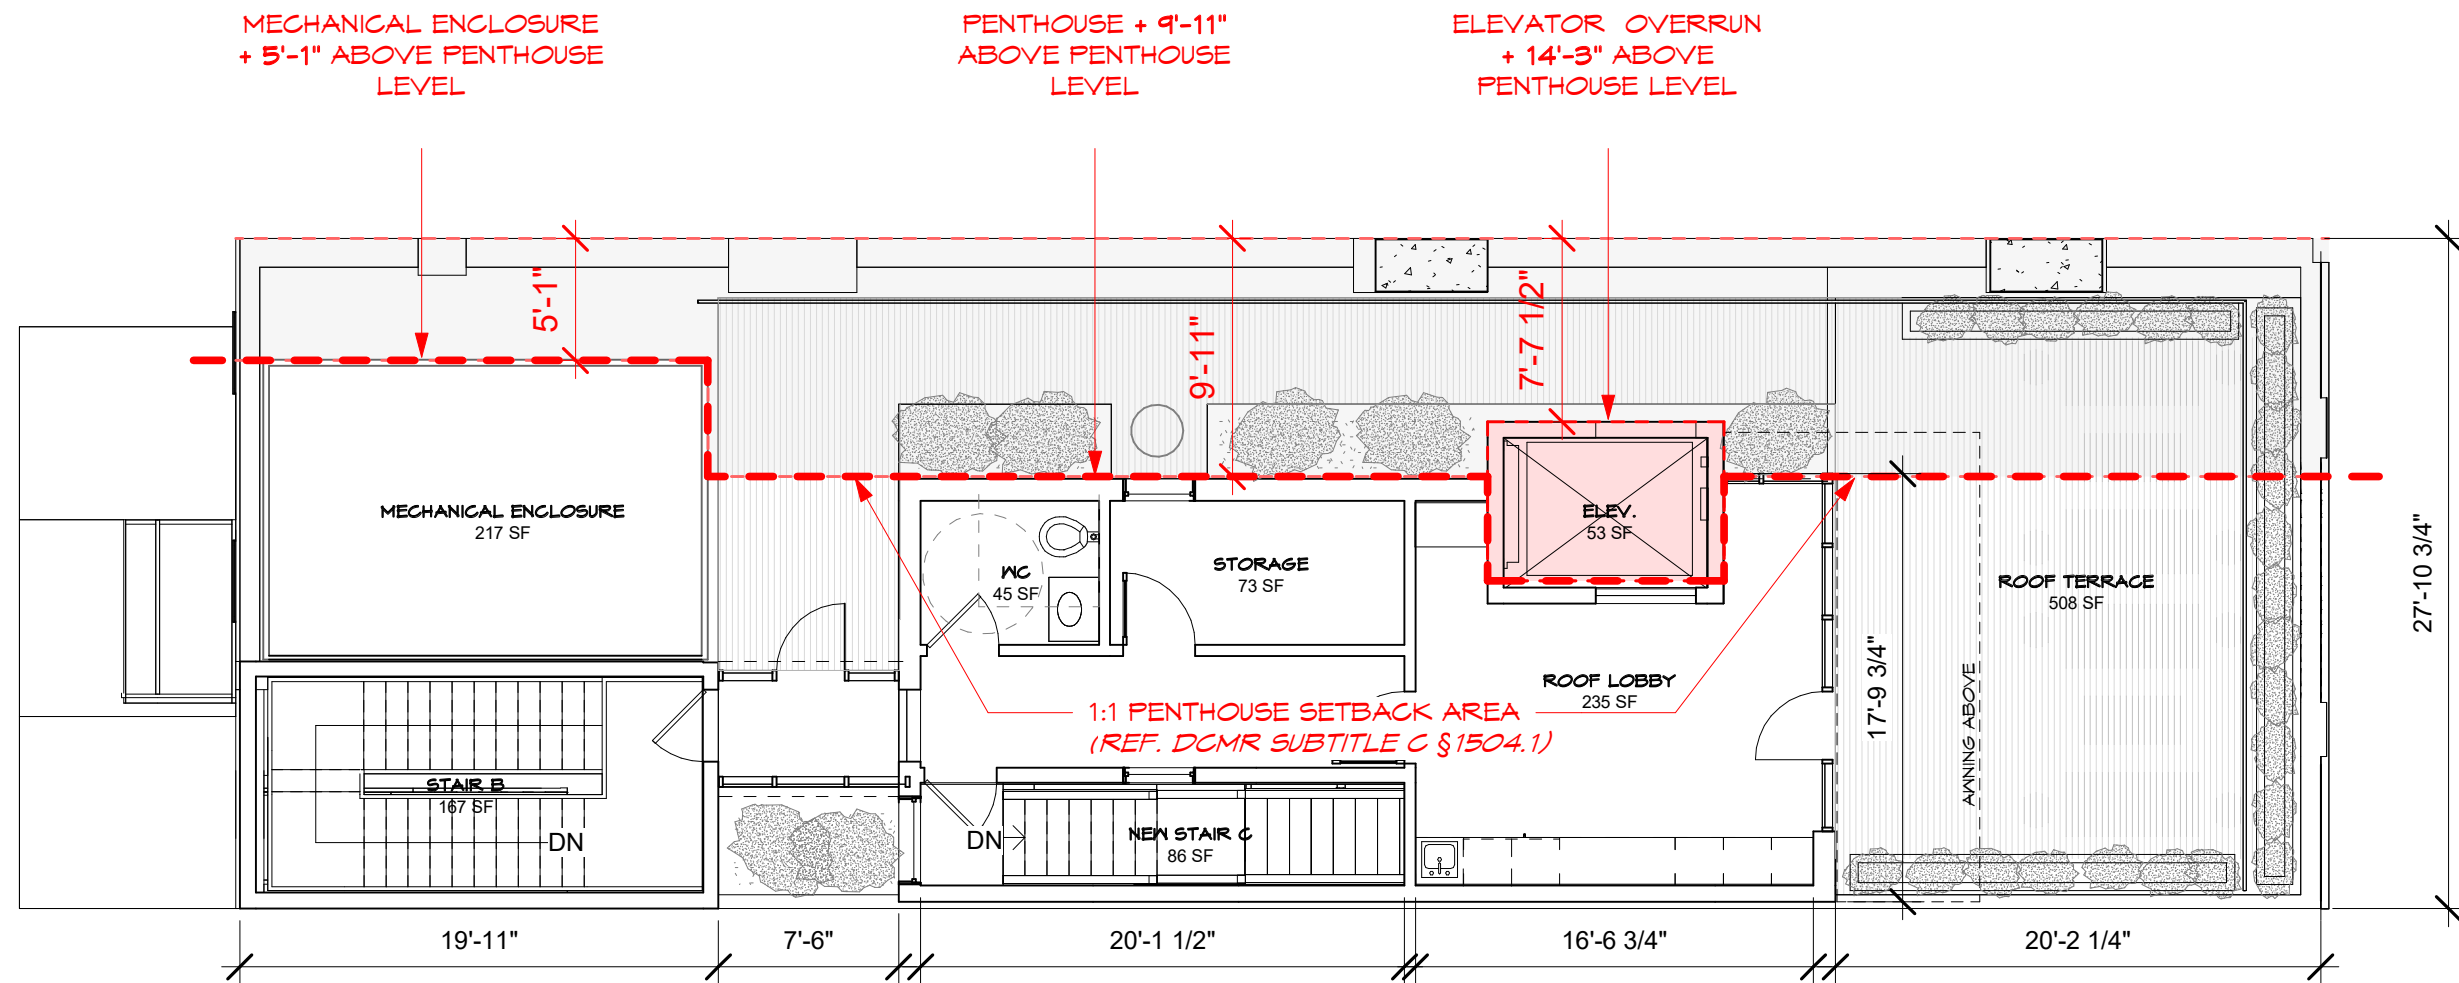 MECHANICAL ENCLOSURE
+ 5'-1" ABOVE PENTHOUSE
LEVEL
PENTHOUSE + 9'-11"
ABOVE PENTHOUSE
LEVEL
ELEVATOR OVERRUN
+ 14'-3" ABOVE
PENTHOUSE LEVEL
5'-1"
9'-11"
7'-7 1/2"
MECHANICAL ENCLOSURE
217 SF
WC
45 SF
STORAGE
73 SF
ELEV.
53 SF
ROOF TERRACE
508 SF
27'-10 3/4"
ROOF LOBBY
235 SF
17'-9 3/4"
AWNING ABOVE
1:1 PENTHOUSE SETBACK AREA
(REF. DCMR SUBTITLE C §1504.1)
STAIR B
167 SF
DN
DN
NEW STAIR C
86 SF
19'-11"
7'-6"
20'-1 1/2"
16'-6 3/4"
20'-2 1/4"